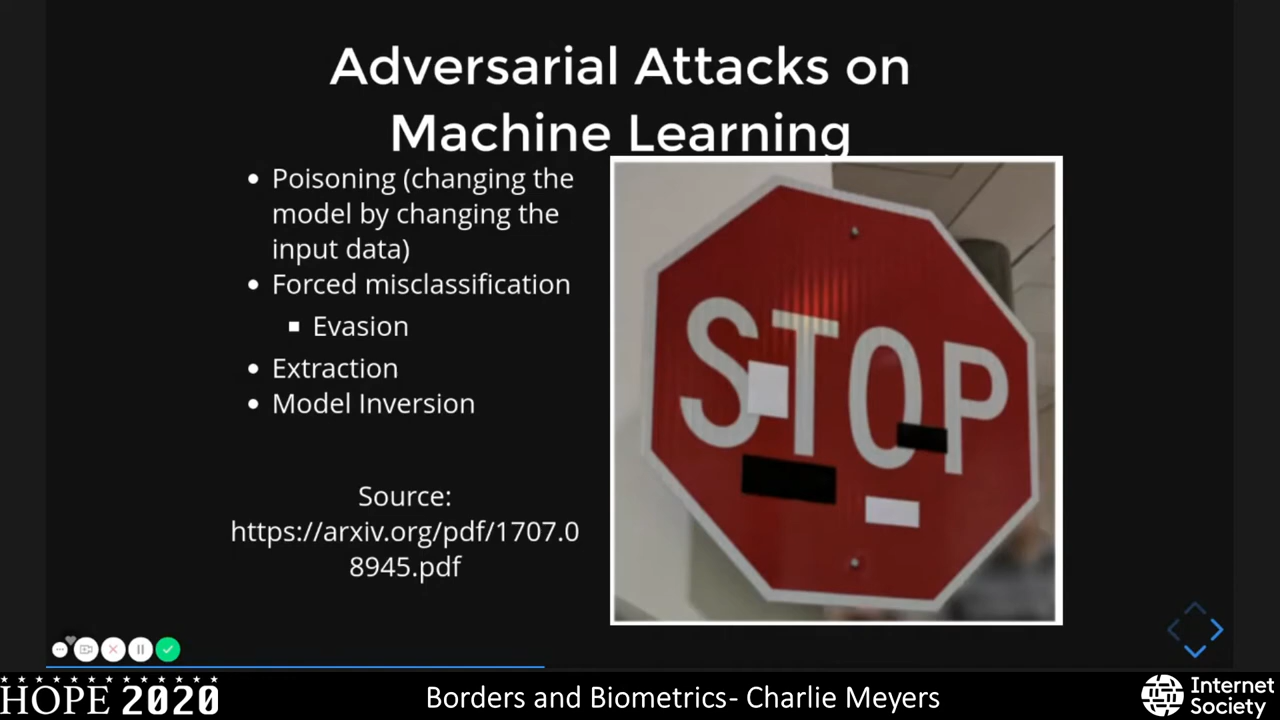 Adversarial Attacks on
Machine Learning
Poisoning (changing the
model by changing the
input data)
Forced misclassification
Evasion
Extraction
Model Inversion
Source:
https://arxiv.org/pdf/1707.0
8945.pdf
STOP
HOPE 2020
Borders and Biometrics- Charlie Meyers
Internet
Society